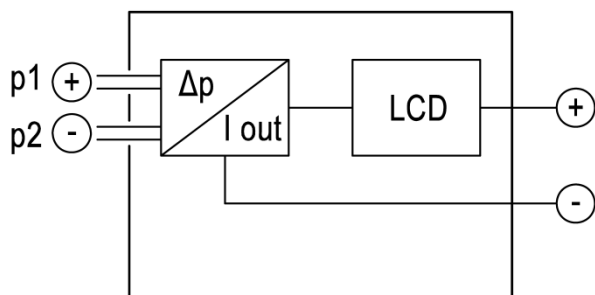 p1 + Δp
p2 - I out
LCD +
-